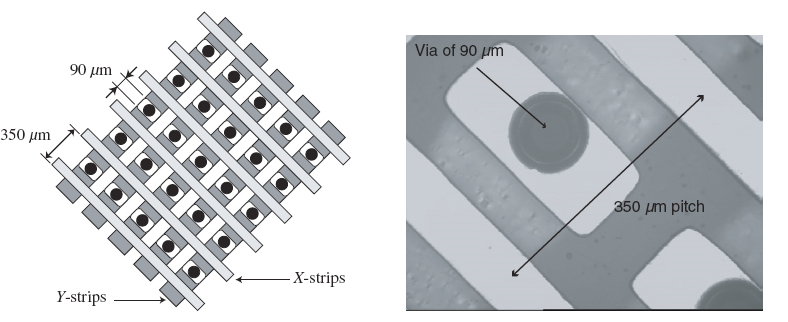 90 μm
350 μm
X-strips
Y-strips
Via of 90 μm
350 μm pitch